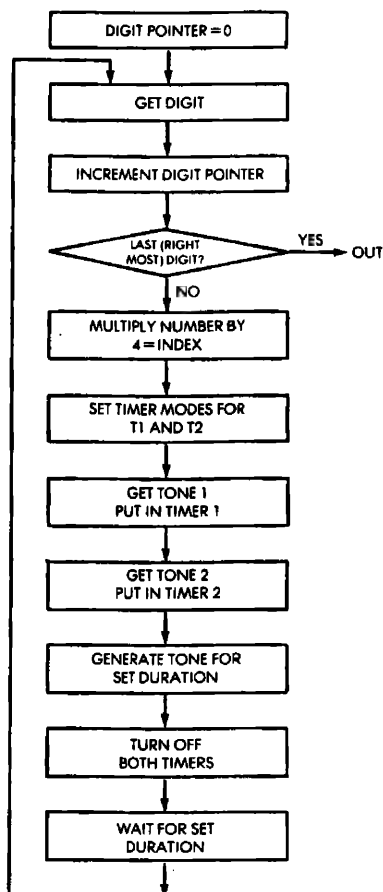 DIGIT POINTER = 0
GET DIGIT
INCREMENT DIGIT POINTER
LAST (RIGHT
MOST) DIGIT?
YES
OUT
NO
MULTIPLY NUMBER BY
4 = INDEX
SET TIMER MODES FOR
T1 AND T2
GET TONE 1
PUT IN TIMER 1
GET TONE 2
PUT IN TIMER 2
GENERATE TONE FOR
SET DURATION
TURN OFF
BOTH TIMERS
WAIT FOR SET
DURATION